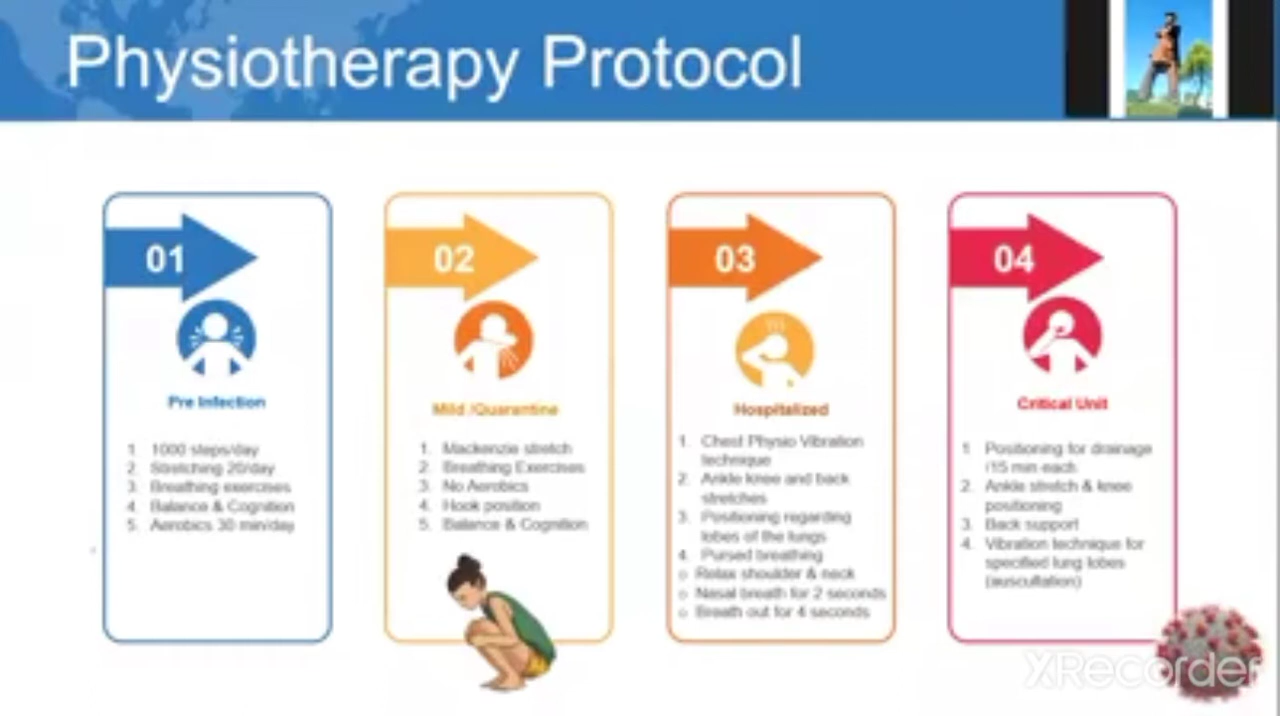 Physiotherapy Protocol
01
Pre Infection
1. 1000 steps/day
2. Stretching 20/day
3. Breathing exercises
4. Balance & Cognition
5. Aerobics 30 min/day
02
Mild /Quarantine
1. Mackenzie stretch
2. Breathing Exercises
3. No Aerobics
4. Hook position
5. Balance & Cognition
03
Hospitalized
1. Chest Physio Vibration
technique
2. Ankle knee and back
stretches
3. Positioning regarding
lobes of the lungs
4. Pursed breathing
o Relax shoulder & neck
o Nasal breath for 2 seconds
o Breath out for 4 seconds
04
Critical Unit
1. Positioning for drainage
/15 min each
2. Ankle stretch & knee
positioning
3. Back support
4. Vibration technique for
specified lung lobes
(auscultation)
XRecorder